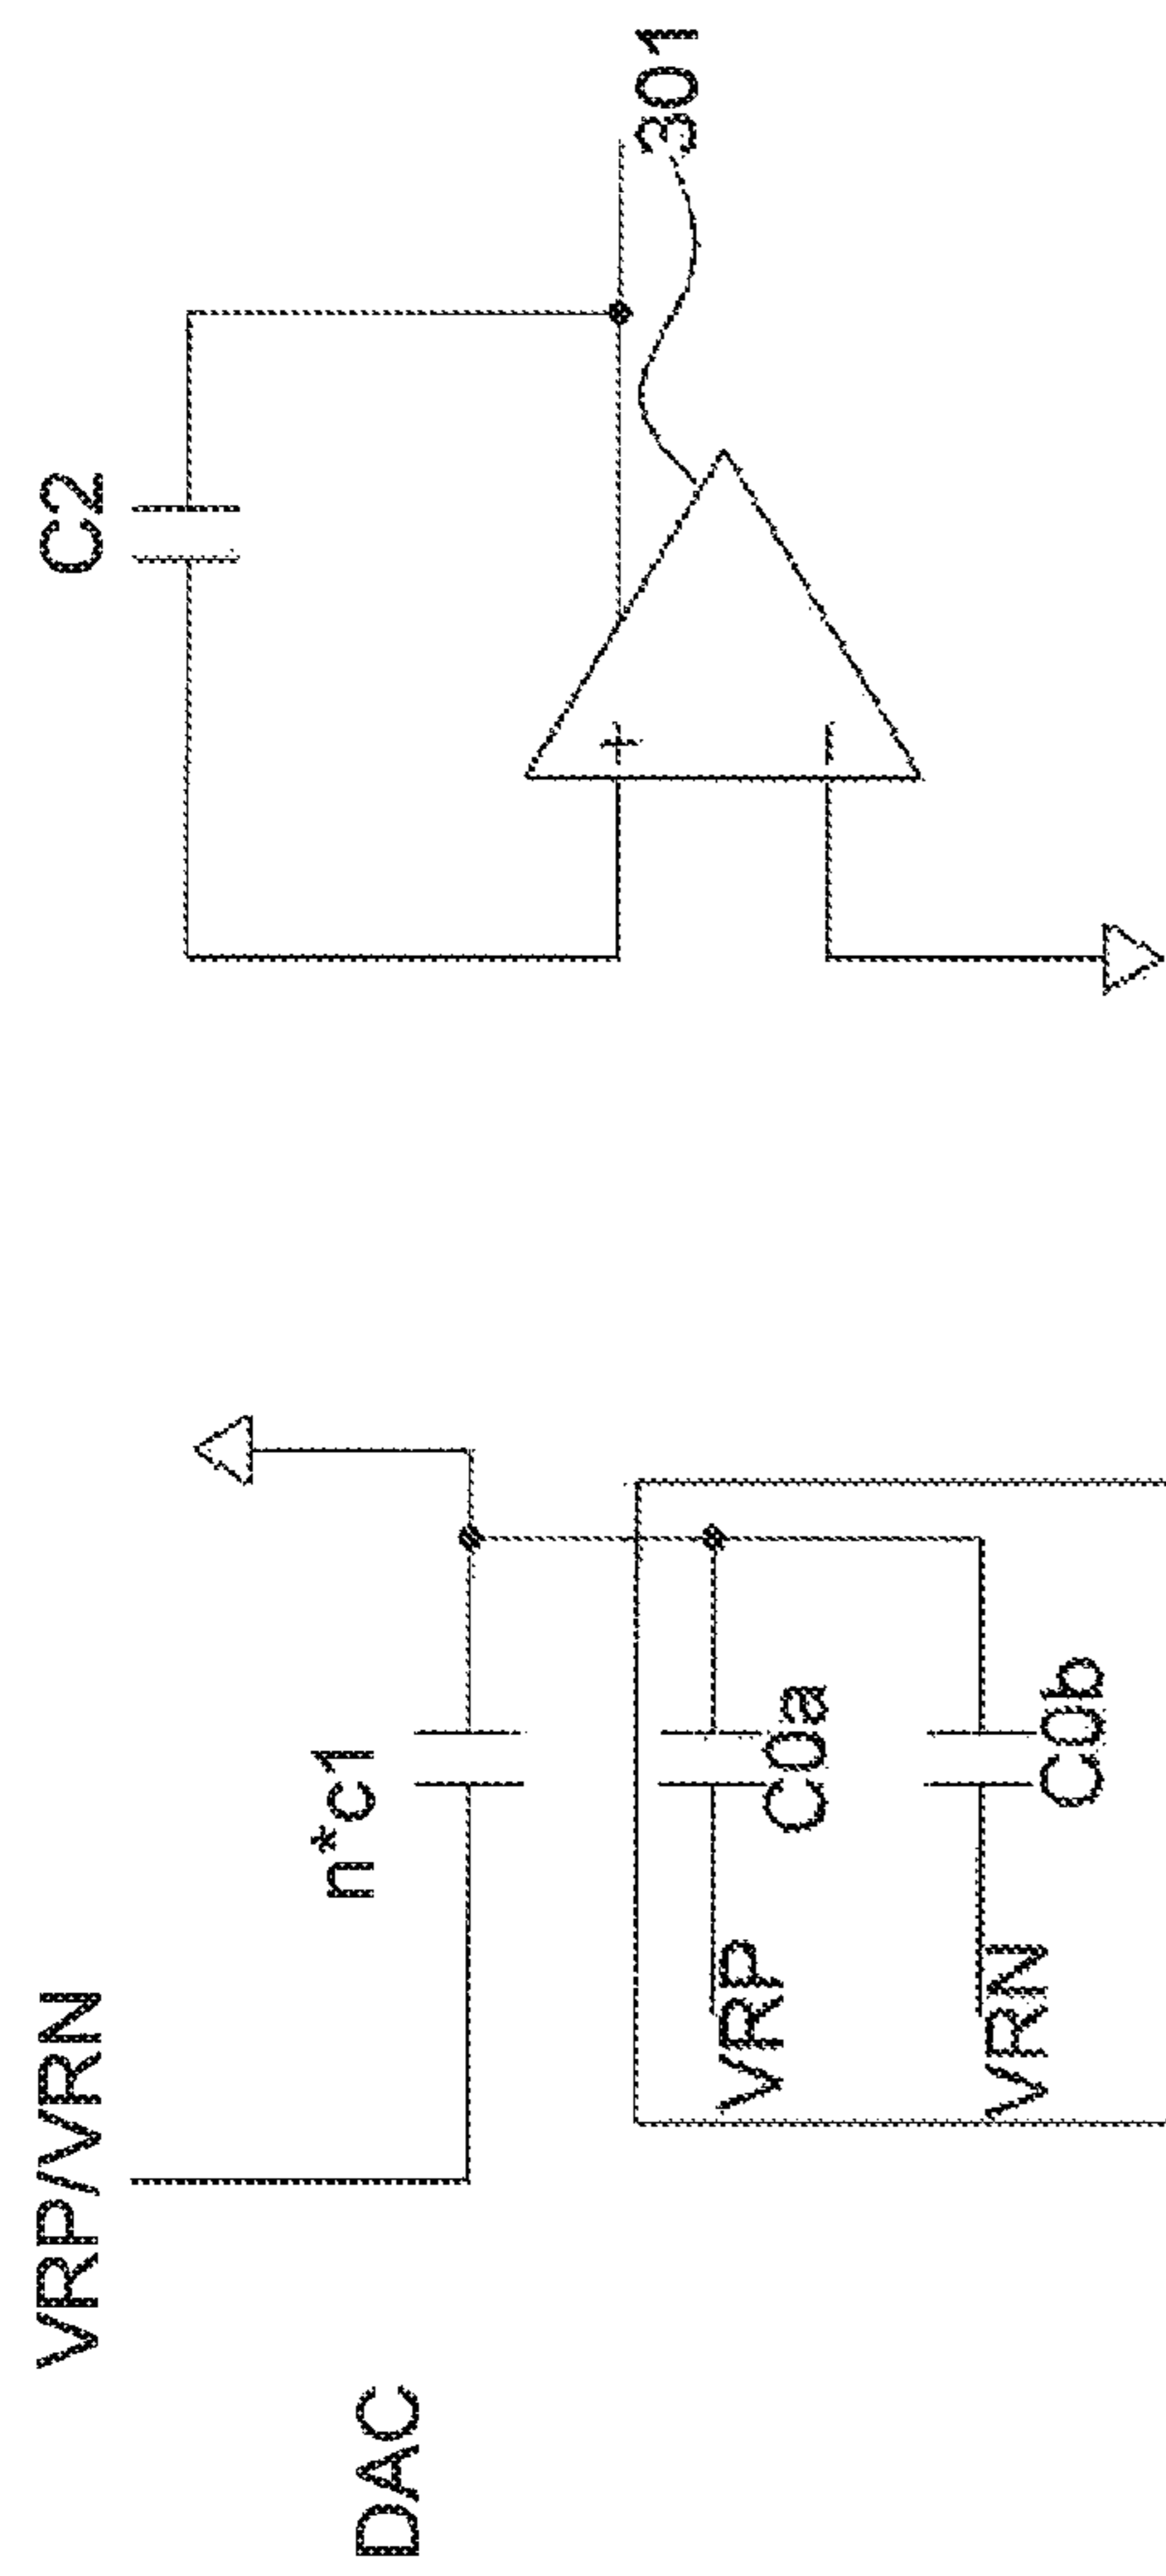 VRP/VRN
DAC
n*c1
VRP
C0a
VRN
C0b
C2
+
301